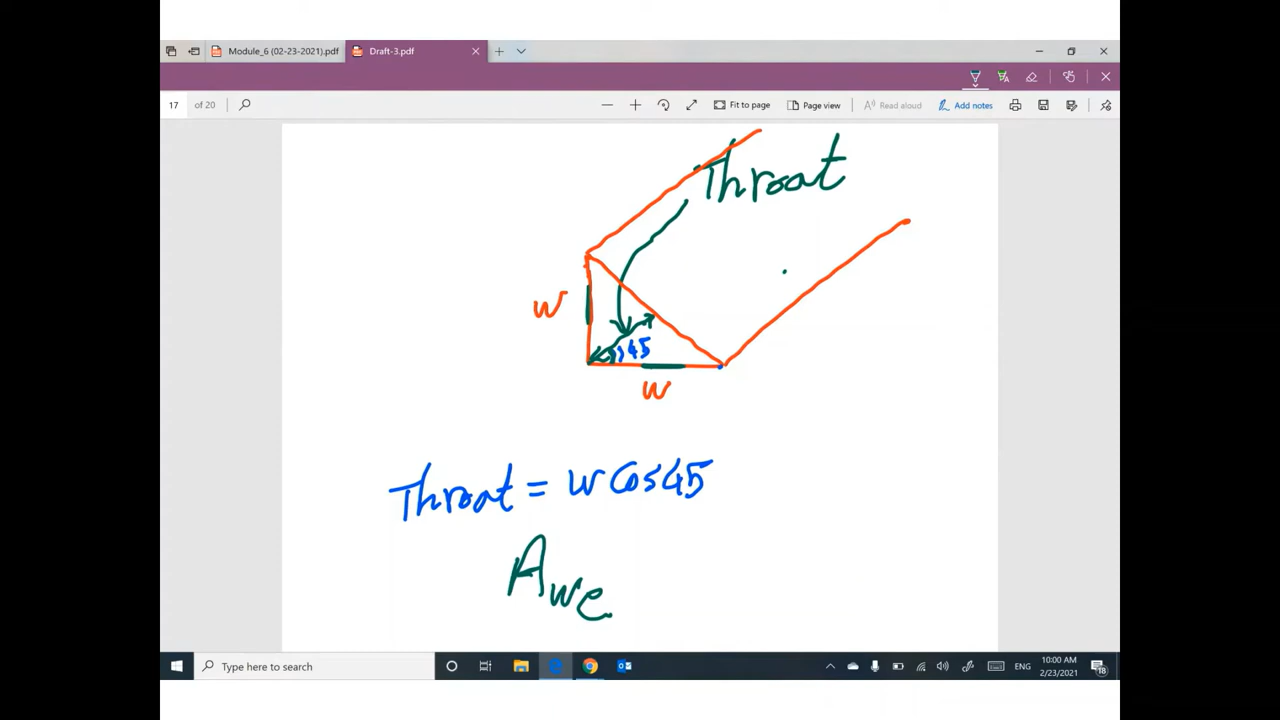 Module_6 (02-23-2021).pdf
Draft-3.pdf
17 of 20
Fit to page
Page view
Read aloud
Add notes
Throat
w
45
w
Throat = w Cos45
Awe
Type here to search
ENG
10:00 AM
2/23/2021
18